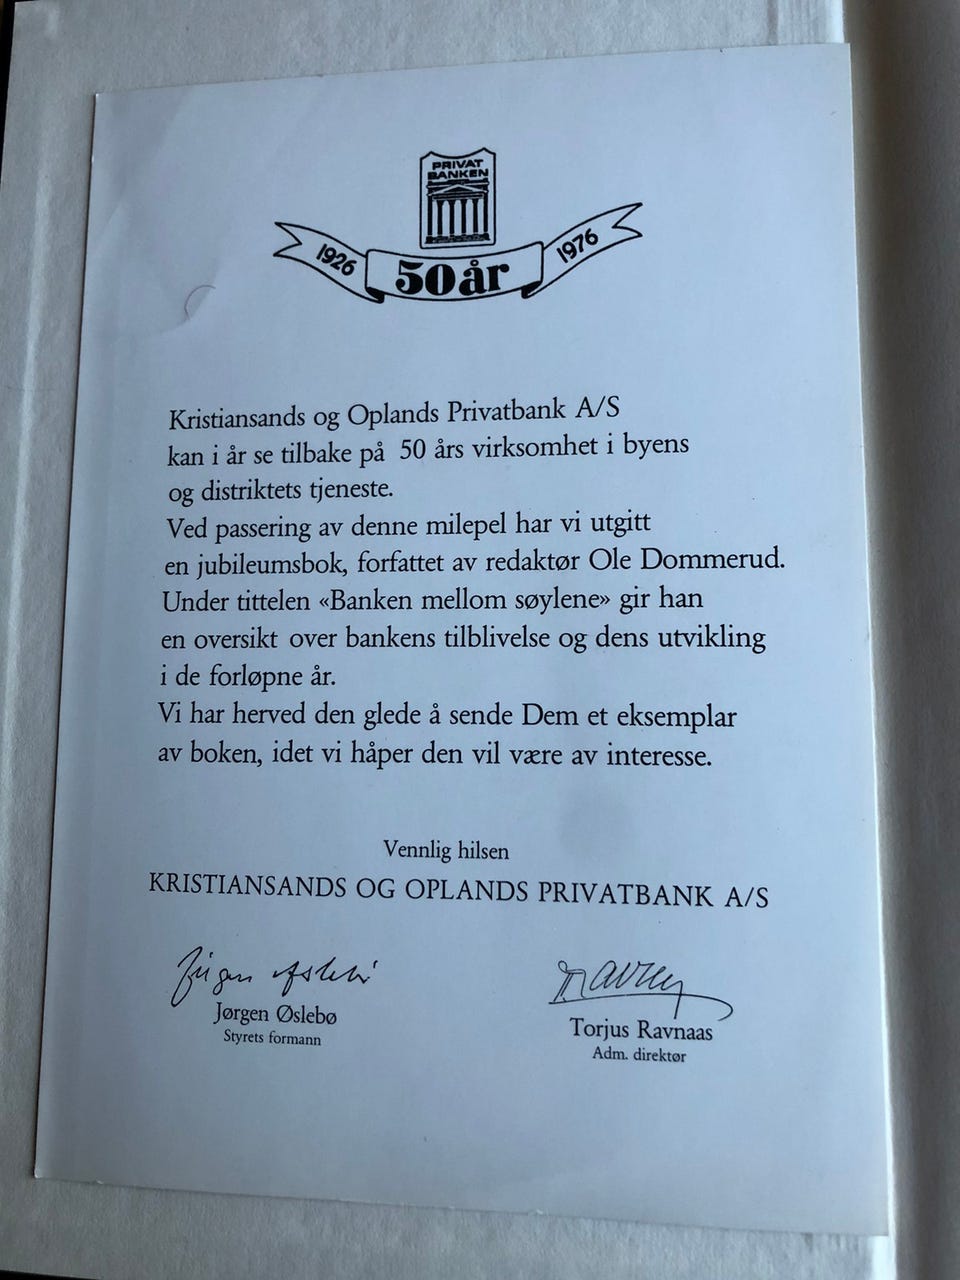 PRIVAT
BANKEN
1926 50 år 1976
Kristiansands og Oplands Privatbank A/S
kan i år se tilbake på 50 års virksomhet i byens
og distriktets tjeneste.
Ved passering av denne milepel har vi utgitt
en jubileumsbok, forfattet av redaktør Ole Dommerud.
Under tittelen «Banken mellom søylene» gir han
en oversikt over bankens tilblivelse og dens utvikling
i de forløpne år.
Vi har herved den glede å sende Dem et eksemplar
av boken, idet vi håper den vil være av interesse.
Vennlig hilsen
KRISTIANSANDS OG OPLANDS PRIVATBANK A/S
Jørgen Øslebø
Jørgen Øslebø
Styrets formann
T Ravnaas
Torjus Ravnaas
Adm. direktør